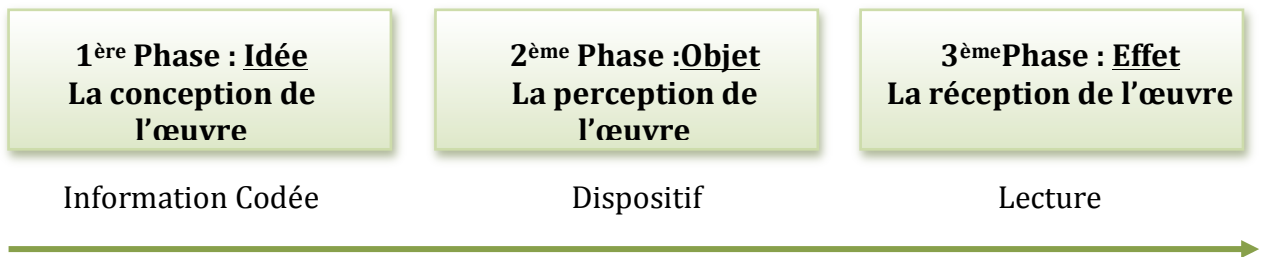 1ère Phase : Idée
La conception de
l’œuvre
2ème Phase :Objet
La perception de
l’œuvre
3èmePhase : Effet
La réception de l’œuvre
Information Codée
Dispositif
Lecture